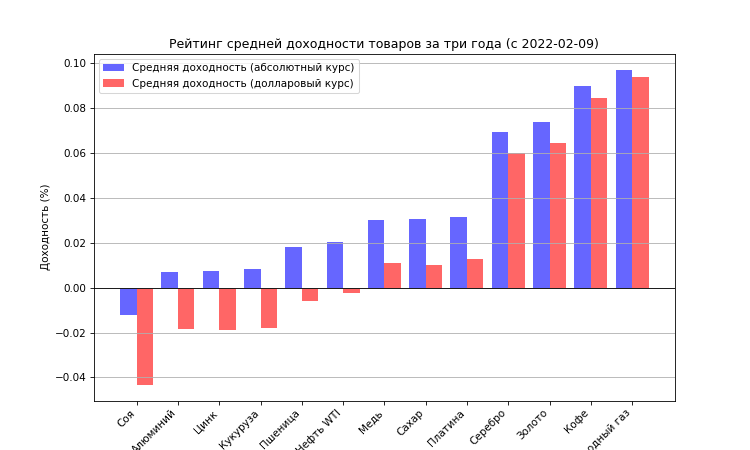 Рейтинг средней доходности товаров за три года (с 2022-02-09)
Средняя доходность (абсолютный курс)
Средняя доходность (долларовый курс)
Доходность (%)
0.10
0.08
0.06
0.04
0.02
0.00
−0.02
−0.04
Соя
Алюминий
Цинк
Кукуруза
Пшеница
Нефть WTI
Медь
Сахар
Платина
Серебро
Золото
Кофе
одный газ